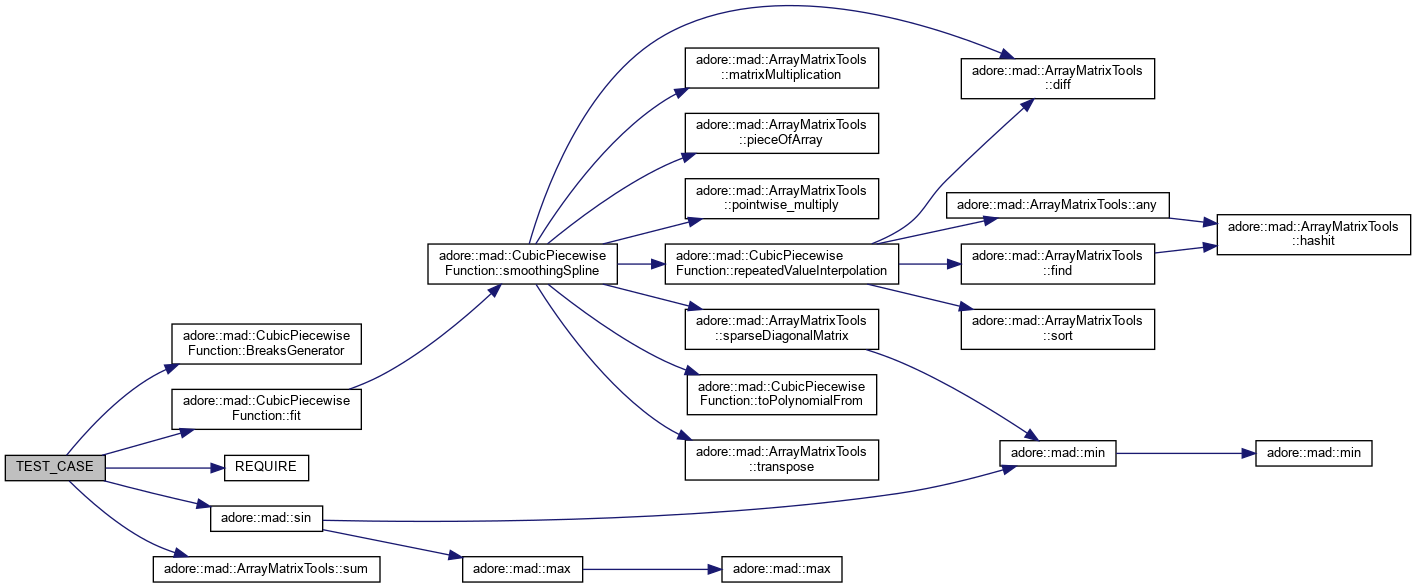 adore::mad::ArrayMatrixTools
::matrixMultiplication
adore::mad::ArrayMatrixTools
::diff
adore::mad::ArrayMatrixTools
::pieceOfArray
adore::mad::ArrayMatrixTools
::pointwise_multiply
adore::mad::ArrayMatrixTools::any
adore::mad::ArrayMatrixTools
::hashit
adore::mad::CubicPiecewise
Function::smoothingSpline
adore::mad::CubicPiecewise
Function::repeatedValueInterpolation
adore::mad::ArrayMatrixTools
::find
adore::mad::ArrayMatrixTools
::sparseDiagonalMatrix
adore::mad::ArrayMatrixTools
::sort
adore::mad::CubicPiecewise
Function::BreaksGenerator
adore::mad::CubicPiecewise
Function::toPolynomialFrom
adore::mad::CubicPiecewise
Function::fit
adore::mad::ArrayMatrixTools
::transpose
adore::mad::min
adore::mad::min
TEST_CASE
REQUIRE
adore::mad::sin
adore::mad::ArrayMatrixTools::sum
adore::mad::max
adore::mad::max